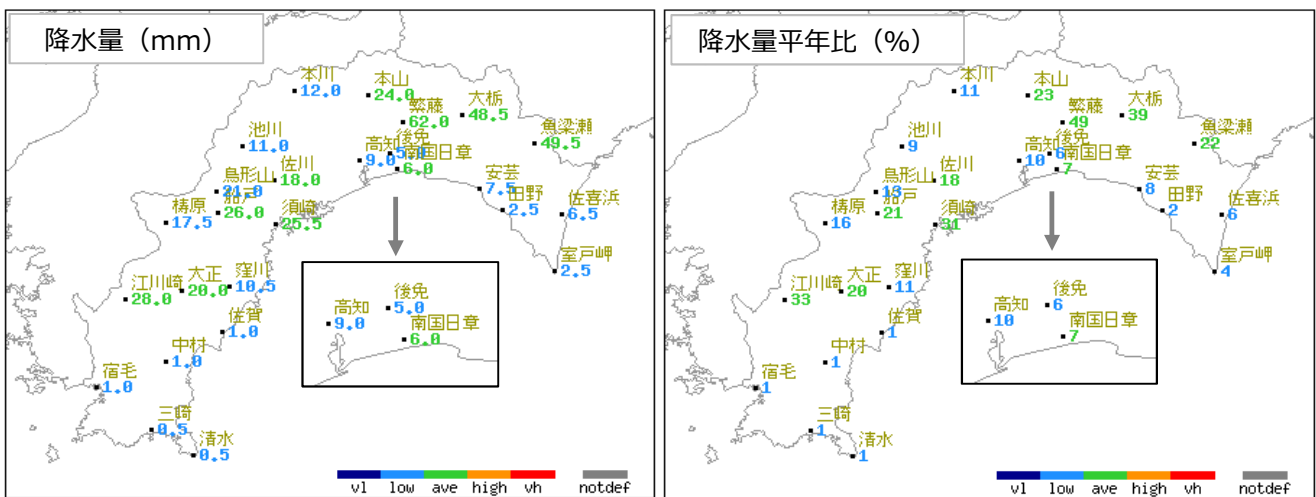 降水量（mm）
本川
12.0
本山
24.0
繁藤
62.0
大栃
48.5
魚梁瀬
49.5
池川
11.0
高知
9.0
後免
5.0
南国日章
6.0
鳥形山
21.0
佐川
18.0
安芸
7.5
田野
2.5
佐喜浜
6.5
梼原
17.5
船戸
26.0
須崎
25.5
室戸岬
2.5
江川崎
28.0
大正
20.0
窪川
10.5
佐賀
1.0
中村
1.0
宿毛
1.0
三崎
0.5
清水
0.5
高知
9.0
後免
5.0
南国日章
6.0
vl low ave high vh notdef
降水量平年比（%）
本川
11
本山
23
繁藤
49
大栃
39
魚梁瀬
22
池川
9
高知
10
後免
6
南国日章
7
鳥形山
13
佐川
18
安芸
8
田野
2
佐喜浜
6
梼原
16
船戸
21
須崎
31
室戸岬
4
江川崎
33
大正
20
窪川
11
佐賀
1
中村
1
宿毛
1
三崎
1
清水
1
高知
10
後免
6
南国日章
7
vl low ave high vh notdef